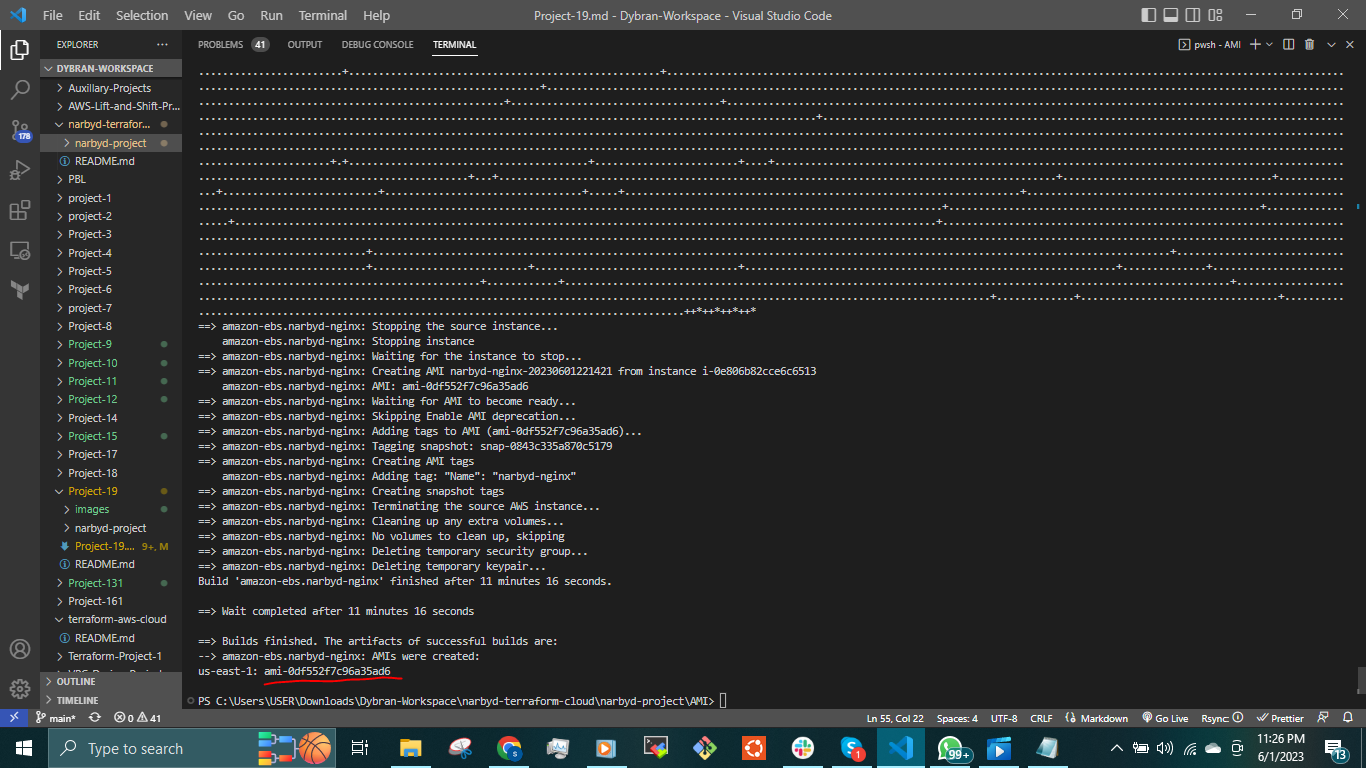 File Edit Selection View Go Run Terminal Help Project-19.md - Dybran-Workspace - Visual Studio Code
EXPLORER ...
DYBRAN-WORKSPACE
Auxillary-Projects
AWS-Lift-and-Shift-Pr...
narbyd-terrafor...
narbyd-project
README.md
PBL
project-1
project-2
Project-3
Project-4
Project-5
Project-6
project-7
Project-8
Project-9
Project-10
Project-11
Project-12
Project-14
Project-15
Project-17
Project-18
Project-19
images
narbyd-project
Project-19.... 9+, M
README.md
Project-131
Project-161
terraform-aws-cloud
README.md
Terraform-Project-1
OUTLINE
TIMELINE
178
PROBLEMS 41 OUTPUT DEBUG CONSOLE TERMINAL pwsh - AMI
==> amazon-ebs.narbyd-nginx: Stopping the source instance...
amazon-ebs.narbyd-nginx: Stopping instance
==> amazon-ebs.narbyd-nginx: Waiting for the instance to stop...
==> amazon-ebs.narbyd-nginx: Creating AMI narbyd-nginx-20230601221421 from instance i-0e806b82cce6c6513
amazon-ebs.narbyd-nginx: AMI: ami-0df552f7c96a35ad6
==> amazon-ebs.narbyd-nginx: Waiting for AMI to become ready...
==> amazon-ebs.narbyd-nginx: Skipping Enable AMI deprecation...
==> amazon-ebs.narbyd-nginx: Adding tags to AMI (ami-0df552f7c96a35ad6)...
==> amazon-ebs.narbyd-nginx: Tagging snapshot: snap-0843c335a870c5179
==> amazon-ebs.narbyd-nginx: Creating AMI tags
amazon-ebs.narbyd-nginx: Adding tag: "Name": "narbyd-nginx"
==> amazon-ebs.narbyd-nginx: Creating snapshot tags
==> amazon-ebs.narbyd-nginx: Terminating the source AWS instance...
==> amazon-ebs.narbyd-nginx: Cleaning up any extra volumes...
==> amazon-ebs.narbyd-nginx: No volumes to clean up, skipping
==> amazon-ebs.narbyd-nginx: Deleting temporary security group...
==> amazon-ebs.narbyd-nginx: Deleting temporary keypair...
Build 'amazon-ebs.narbyd-nginx' finished after 11 minutes 16 seconds.
==> Wait completed after 11 minutes 16 seconds
==> Builds finished. The artifacts of successful builds are:
--> amazon-ebs.narbyd-nginx: AMIs were created:
us-east-1: ami-0df552f7c96a35ad6
PS C:\Users\USER\Downloads\Dybran-Workspace\narbyd-terraform-cloud\narbyd-project\AMI>
main* 0 41 Ln 55, Col 22 Spaces: 4 UTF-8 CRLF Markdown Go Live Rsync: Prettier
Type to search
1
99+
11:26 PM
6/1/2023
13